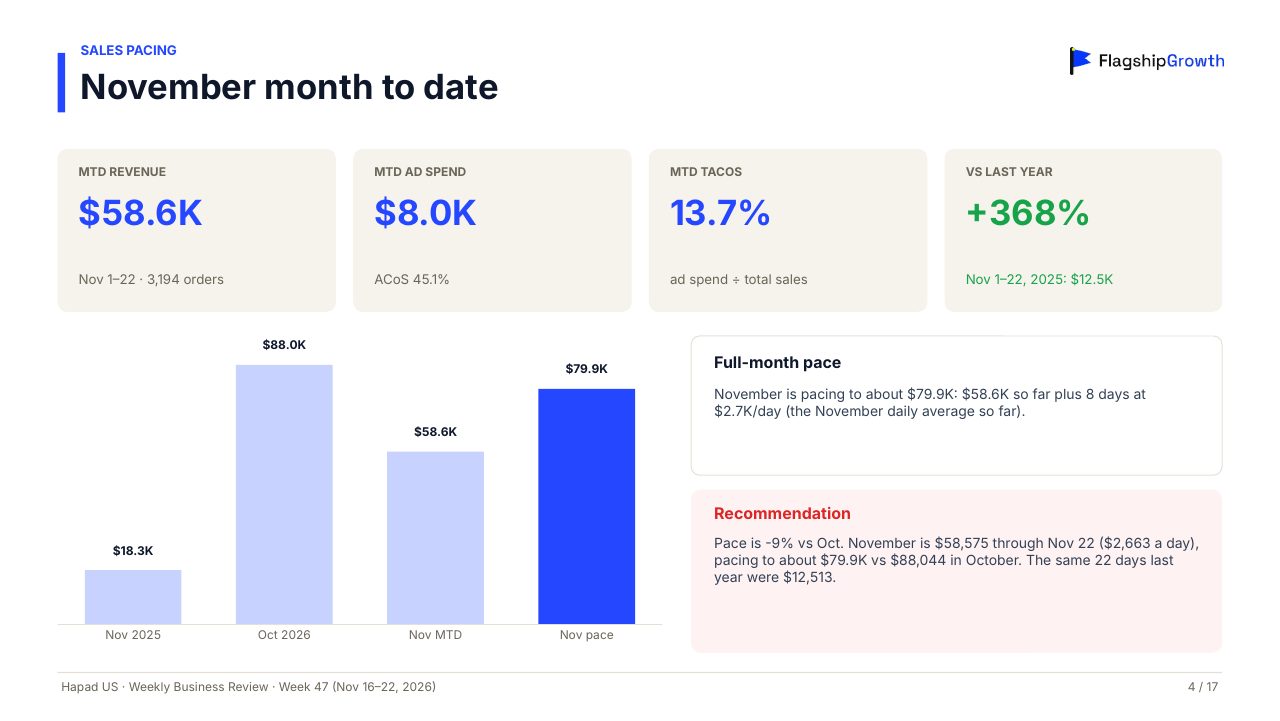 SALES PACING
November month to date
FlagshipGrowth
MTD REVENUE
$58.6K
Nov 1–22 · 3,194 orders
MTD AD SPEND
$8.0K
ACoS 45.1%
MTD TACOS
13.7%
ad spend ÷ total sales
VS LAST YEAR
+368%
Nov 1–22, 2025: $12.5K
$18.3K
$88.0K
$58.6K
$79.9K
Nov 2025
Oct 2026
Nov MTD
Nov pace
Full-month pace
November is pacing to about $79.9K: $58.6K so far plus 8 days at
$2.7K/day (the November daily average so far).
Recommendation
Pace is -9% vs Oct. November is $58,575 through Nov 22 ($2,663 a day),
pacing to about $79.9K vs $88,044 in October. The same 22 days last
year were $12,513.
Hapad US · Weekly Business Review · Week 47 (Nov 16–22, 2026)
4 / 17